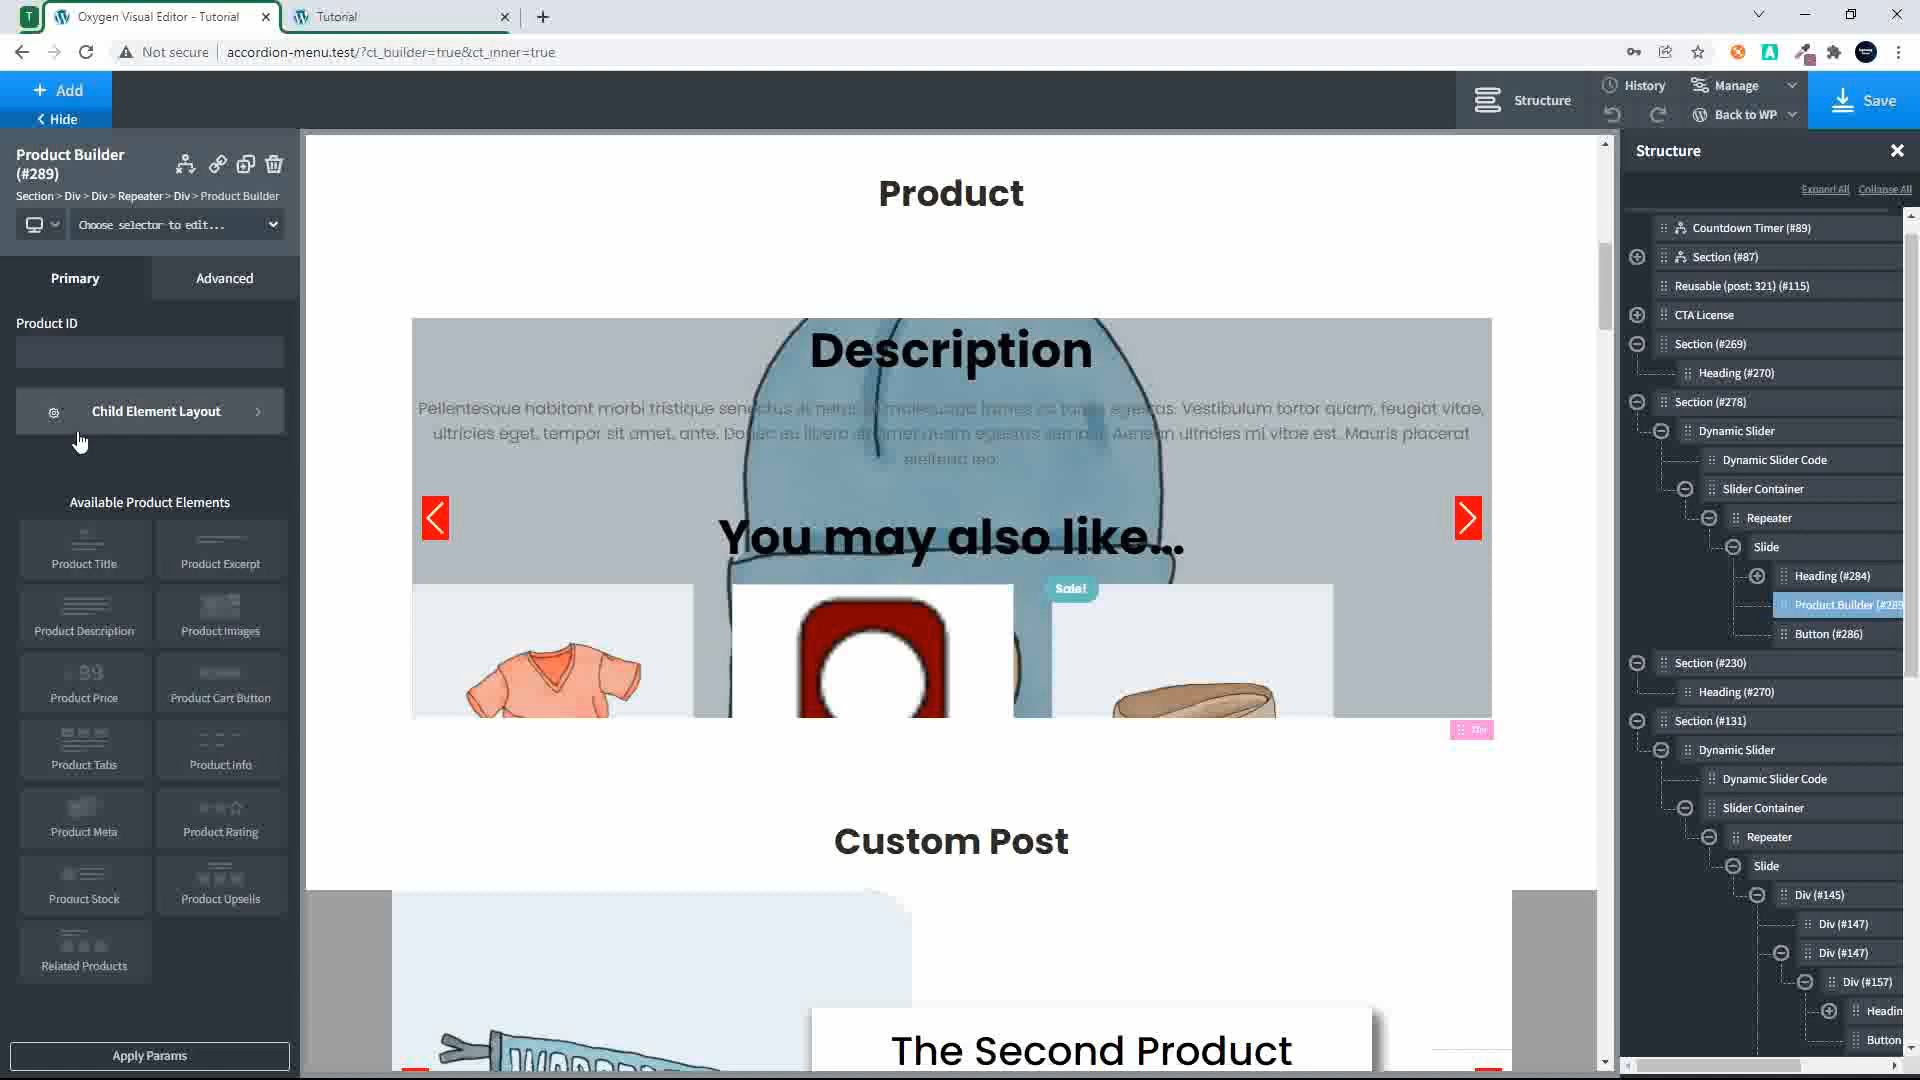 T
Oxygen Visual Editor - Tutorial
Tutorial
Not secure
accordion-menu.test/?ct_builder=true&ct_inner=true
Add
Hide
Structure
History
Manage
Back to WP
Save
Product Builder
(#289)
Section > Div > Div > Repeater > Div > Product Builder
Choose selector to edit...
Primary
Advanced
Product ID
Child Element Layout
Available Product Elements
Product Title
Product Excerpt
Product Description
Product Images
Product Price
Product Cart Button
Product Tabs
Product Info
Product Meta
Product Rating
Product Stock
Product Upsells
Related Products
Apply Params
Product
Description
Pellentesque habitant morbi tristique senectus et netus et malesuada fames ac turpis egestas. Vestibulum tortor quam, feugiat vitae,
ultricies eget, tempor sit amet, ante. Donec eu libero sit amet quam egestas semper. Aenean ultricies mi vitae est. Mauris placerat
eleifend leo.
You may also like...
Sale!
Div
Custom Post
The Second Product
Structure
Expand All
Collapse All
Countdown Timer (#89)
Section (#87)
Reusable (post: 321) (#115)
CTA License
Section (#269)
Heading (#270)
Section (#278)
Dynamic Slider
Dynamic Slider Code
Slider Container
Repeater
Slide
Heading (#284)
Product Builder (#289
Button (#286)
Section (#230)
Heading (#270)
Section (#131)
Dynamic Slider
Dynamic Slider Code
Slider Container
Repeater
Slide
Div (#145)
Div (#147)
Div (#147)
Div (#157)
Headin
Button